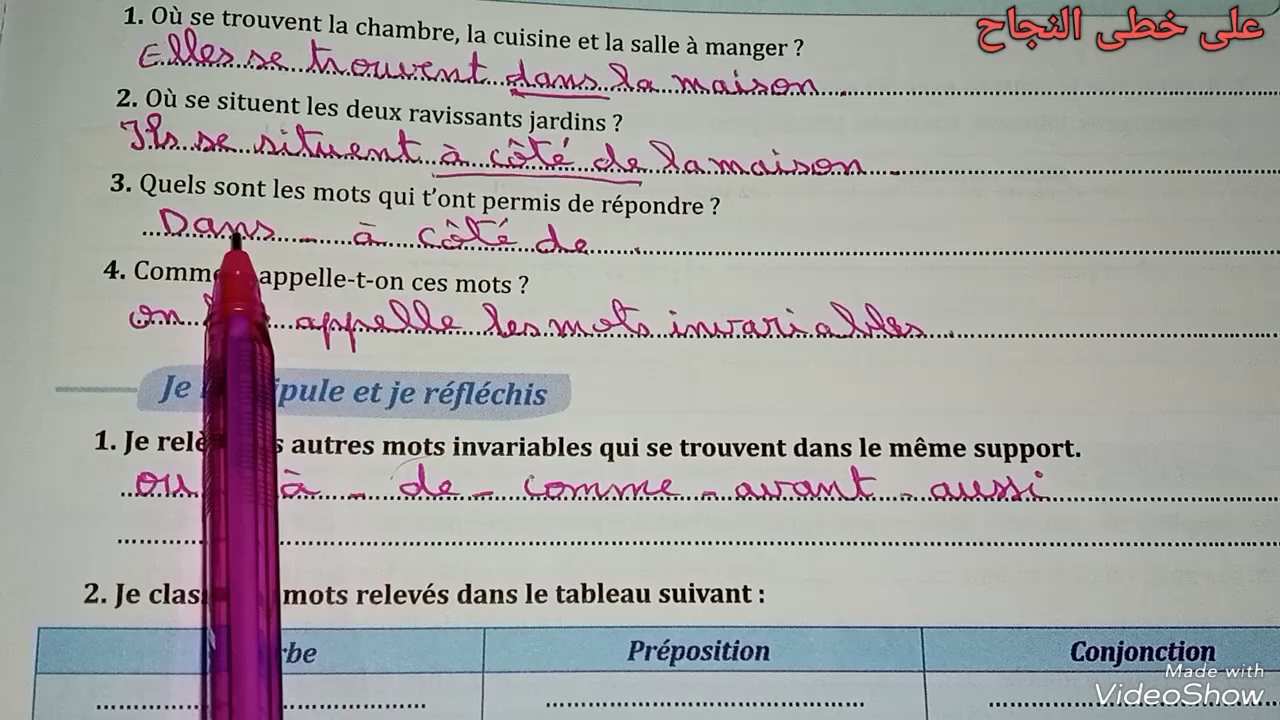 على خطى النجاح
1. Où se trouvent la chambre, la cuisine et la salle à manger ?
Elles se trouvent dans la maison.
2. Où se situent les deux ravissants jardins ?
Ils se situent à côté de la maison.
3. Quels sont les mots qui t'ont permis de répondre ?
Dans - à côté de.
4. Comme appelle-t-on ces mots ?
on appelle les mots invariables.
Je pule et je réfléchis
1. Je relè s autres mots invariables qui se trouvent dans le même support.
ou à - de - comme - avant - aussi
2. Je clas mots relevés dans le tableau suivant :
rbe Préposition Conjonction
Made with
VideoShow